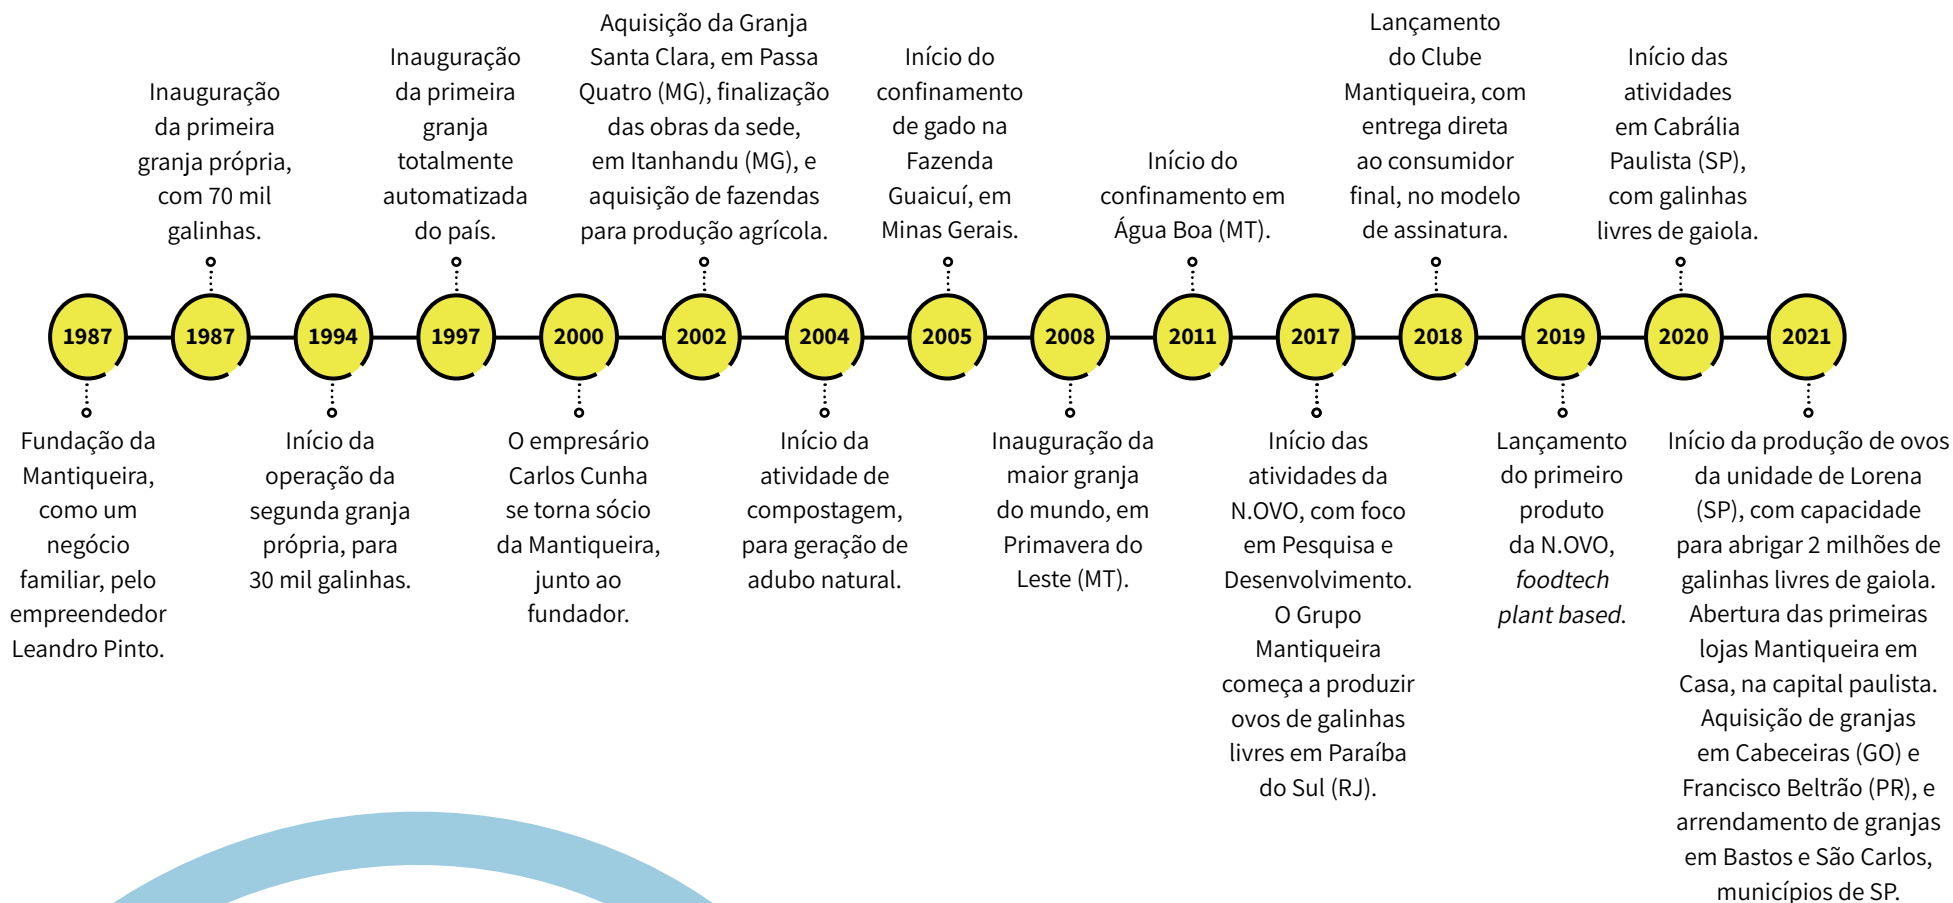 1987
Fundação da
Mantiqueira,
como um
negócio
familiar, pelo
empreendedor
Leandro Pinto.
1987
Inauguração
da primeira
granja própria,
com 70 mil
galinhas.
1994
Início da
operação da
segunda granja
própria, para
30 mil galinhas.
1997
Inauguração
da primeira
granja
totalmente
automatizada
do país.
2000
O empresário
Carlos Cunha
se torna sócio
da Mantiqueira,
junto ao
fundador.
2002
Aquisição da Granja
Santa Clara, em Passa
Quatro (MG), finalização
das obras da sede,
em Itanhandu (MG), e
aquisição de fazendas
para produção agrícola.
2004
Início da
atividade de
compostagem,
para geração de
adubo natural.
2005
Início do
confinamento
de gado na
Fazenda
Guaicuí, em
Minas Gerais.
2008
Inauguração da
maior granja
do mundo, em
Primavera do
Leste (MT).
2011
Início do
confinamento em
Água Boa (MT).
2017
Início das
atividades da
N.OVO, com foco
em Pesquisa e
Desenvolvimento.
O Grupo
Mantiqueira
começa a produzir
ovos de galinhas
livres em Paraíba
do Sul (RJ).
2018
Lançamento
do Clube
Mantiqueira, com
entrega direta
ao consumidor
final, no modelo
de assinatura.
2019
Lançamento
do primeiro
produto
da N.OVO,
foodtech
plant based.
2020
Início das
atividades
em Cabrália
Paulista (SP),
com galinhas
livres de gaiola.
2021
Início da produção de ovos
da unidade de Lorena
(SP), com capacidade
para abrigar 2 milhões de
galinhas livres de gaiola.
Abertura das primeiras
lojas Mantiqueira em
Casa, na capital paulista.
Aquisição de granjas
em Cabeceiras (GO) e
Francisco Beltrão (PR), e
arrendamento de granjas
em Bastos e São Carlos,
municípios de SP.